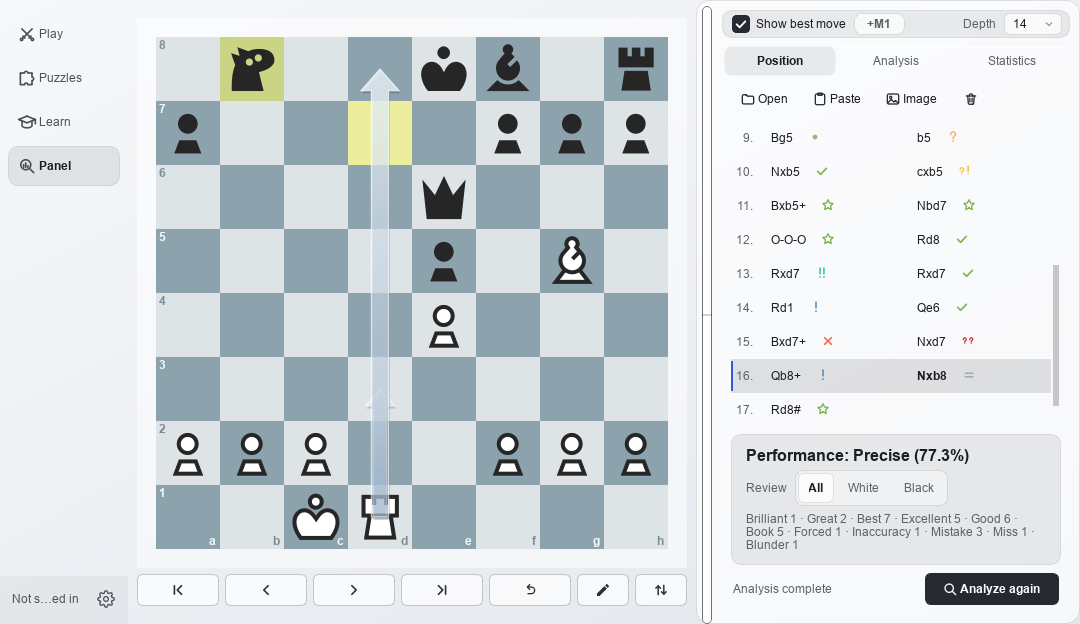 Play
Puzzles
Learn
Panel
Not s…ed in
8
7
6
5
4
3
2
1
a b c d e f g h
Show best move +M1 Depth 14
Position Analysis Statistics
Open Paste Image
9. Bg5 b5 ?
10. Nxb5 cxb5 ?!
11. Bxb5+ Nbd7
12. O-O-O Rd8
13. Rxd7 !! Rxd7
14. Rd1 ! Qe6
15. Bxd7+ Nxd7 ??
16. Qb8+ ! Nxb8 =
17. Rd8#
Performance: Precise (77.3%)
Review All White Black
Brilliant 1 · Great 2 · Best 7 · Excellent 5 · Good 6 ·
Book 5 · Forced 1 · Inaccuracy 1 · Mistake 3 · Miss 1 ·
Blunder 1
Analysis complete Analyze again